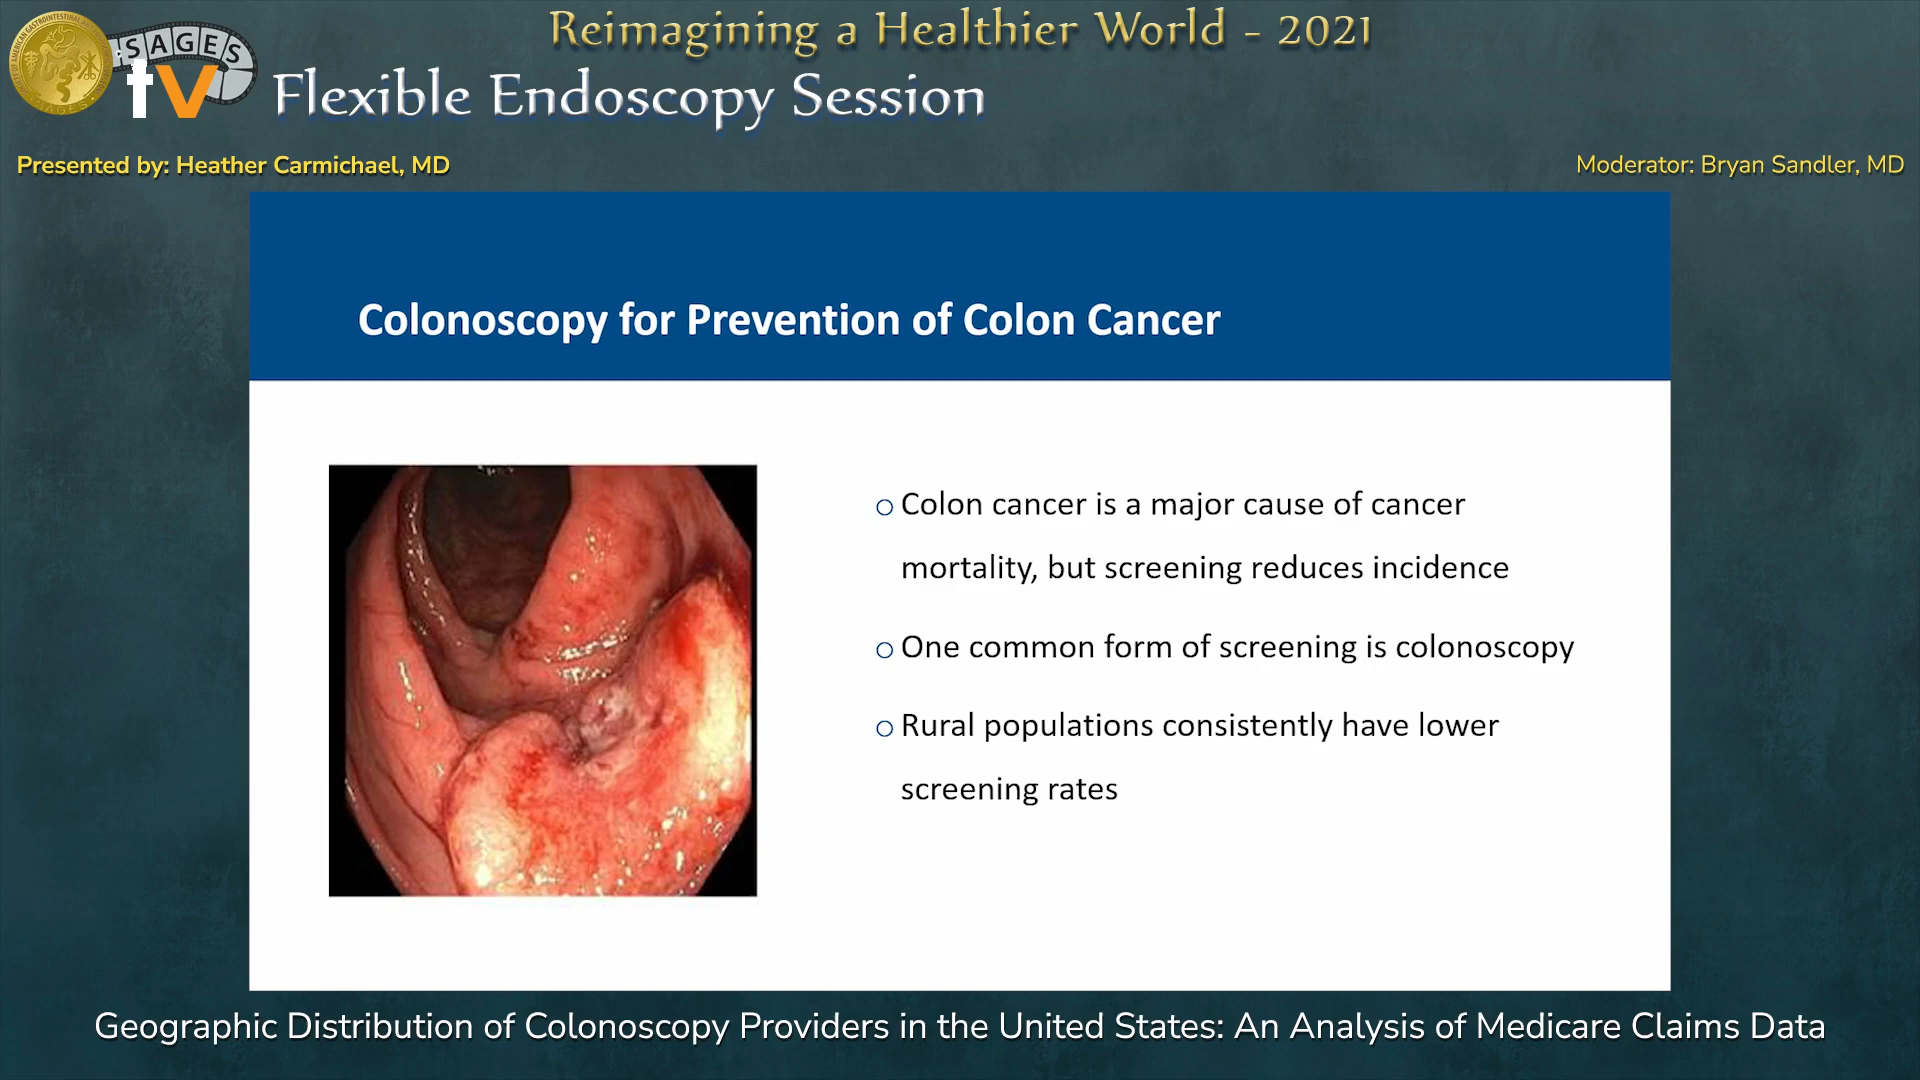 Reimagining a Healthier World - 2021
SAGES
tv
Flexible Endoscopy Session
Presented by: Heather Carmichael, MD
Moderator: Bryan Sandler, MD
Colonoscopy for Prevention of Colon Cancer
○ Colon cancer is a major cause of cancer
mortality, but screening reduces incidence
○ One common form of screening is colonoscopy
○ Rural populations consistently have lower
screening rates
Geographic Distribution of Colonoscopy Providers in the United States: An Analysis of Medicare Claims Data